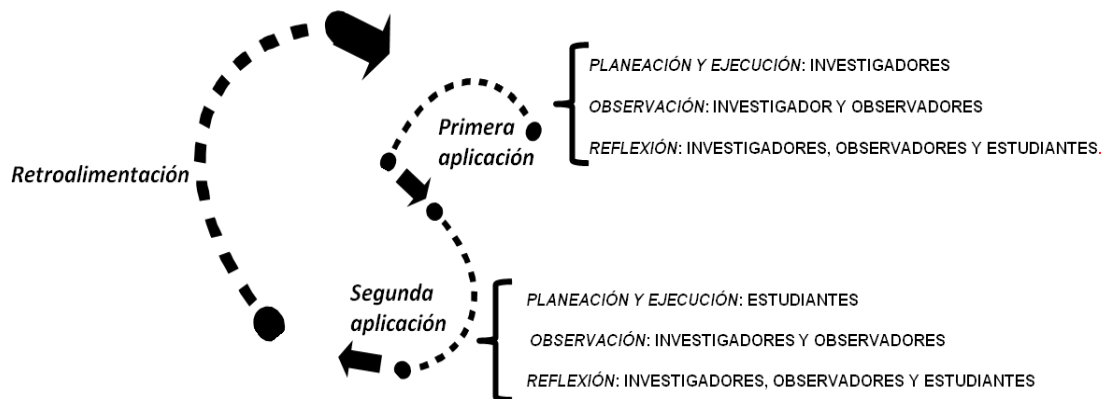 PLANEACIÓN Y EJECUCIÓN: INVESTIGADORES
OBSERVACIÓN: INVESTIGADOR Y OBSERVADORES
REFLEXIÓN: INVESTIGADORES, OBSERVADORES Y ESTUDIANTES.
Primera
aplicación
Retroalimentación
Segunda
aplicación
PLANEACIÓN Y EJECUCIÓN: ESTUDIANTES
OBSERVACIÓN: INVESTIGADORES Y OBSERVADORES
REFLEXIÓN: INVESTIGADORES, OBSERVADORES Y ESTUDIANTES